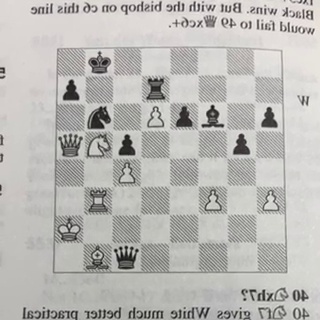 Black wins. But with the bishop on c6 this line
would fail to 49 ♕xc6+.
W
40 ♘xh7?
40 ♘f7 gives White much better practical